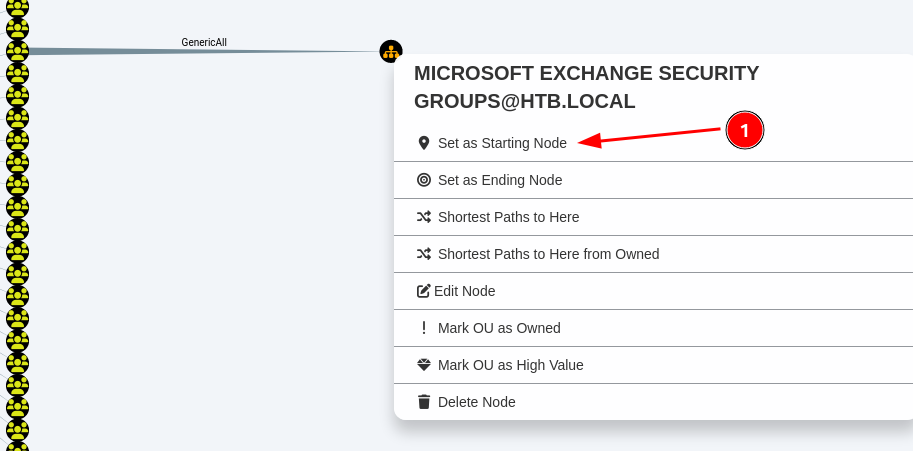 GenericAll
MICROSOFT EXCHANGE SECURITY
GROUPS@HTB.LOCAL
Set as Starting Node
1
Set as Ending Node
Shortest Paths to Here
Shortest Paths to Here from Owned
Edit Node
Mark OU as Owned
Mark OU as High Value
Delete Node